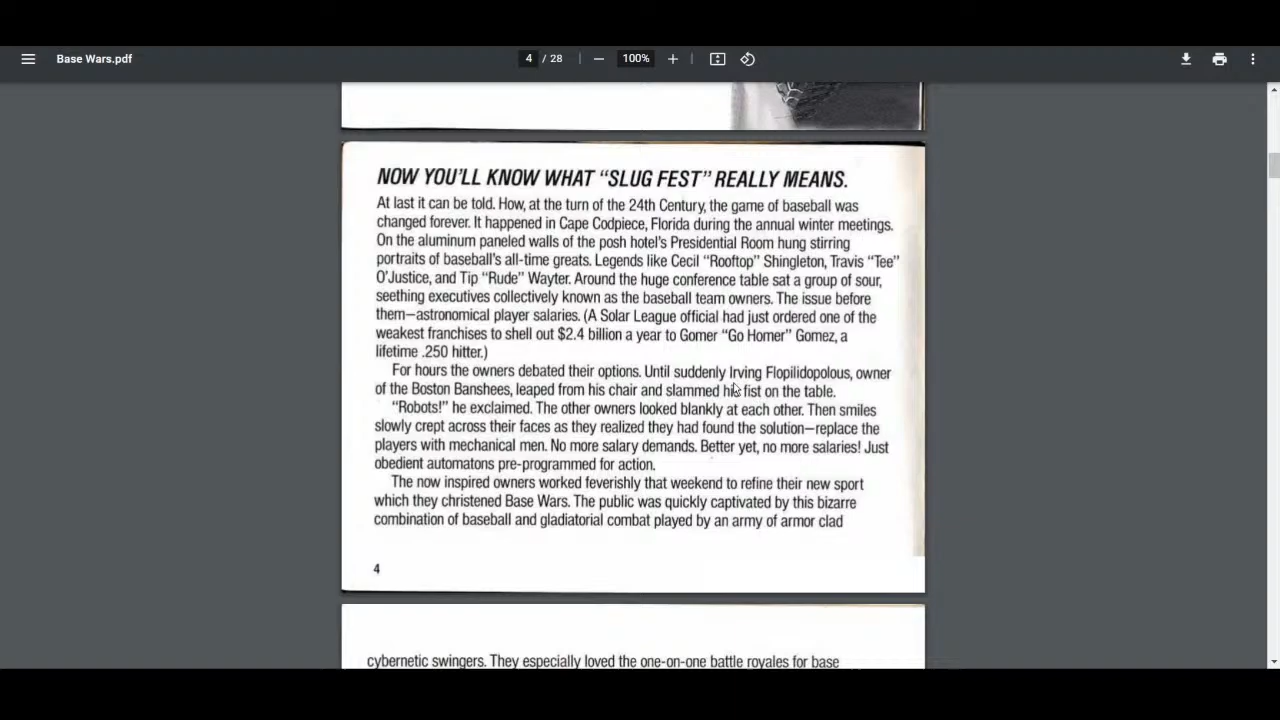 Base Wars.pdf
4 / 28
100%
NOW YOU'LL KNOW WHAT “SLUG FEST” REALLY MEANS.
At last it can be told. How, at the turn of the 24th Century, the game of baseball was
changed forever. It happened in Cape Codpiece, Florida during the annual winter meetings.
On the aluminum paneled walls of the posh hotel's Presidential Room hung stirring
portraits of baseball's all-time greats. Legends like Cecil “Rooftop” Shingleton, Travis “Tee”
O'Justice, and Tip “Rude” Wayter. Around the huge conference table sat a group of sour,
seething executives collectively known as the baseball team owners. The issue before
them—astronomical player salaries. (A Solar League official had just ordered one of the
weakest franchises to shell out $2.4 billion a year to Gomer “Go Homer” Gomez, a
lifetime .250 hitter.)
For hours the owners debated their options. Until suddenly Irving Flopilidopolous, owner
of the Boston Banshees, leaped from his chair and slammed his fist on the table.
“Robots!” he exclaimed. The other owners looked blankly at each other. Then smiles
slowly crept across their faces as they realized they had found the solution—replace the
players with mechanical men. No more salary demands. Better yet, no more salaries! Just
obedient automatons pre-programmed for action.
The now inspired owners worked feverishly that weekend to refine their new sport
which they christened Base Wars. The public was quickly captivated by this bizarre
combination of baseball and gladiatorial combat played by an army of armor clad
4
cybernetic swingers. They especially loved the one-on-one battle royales for base